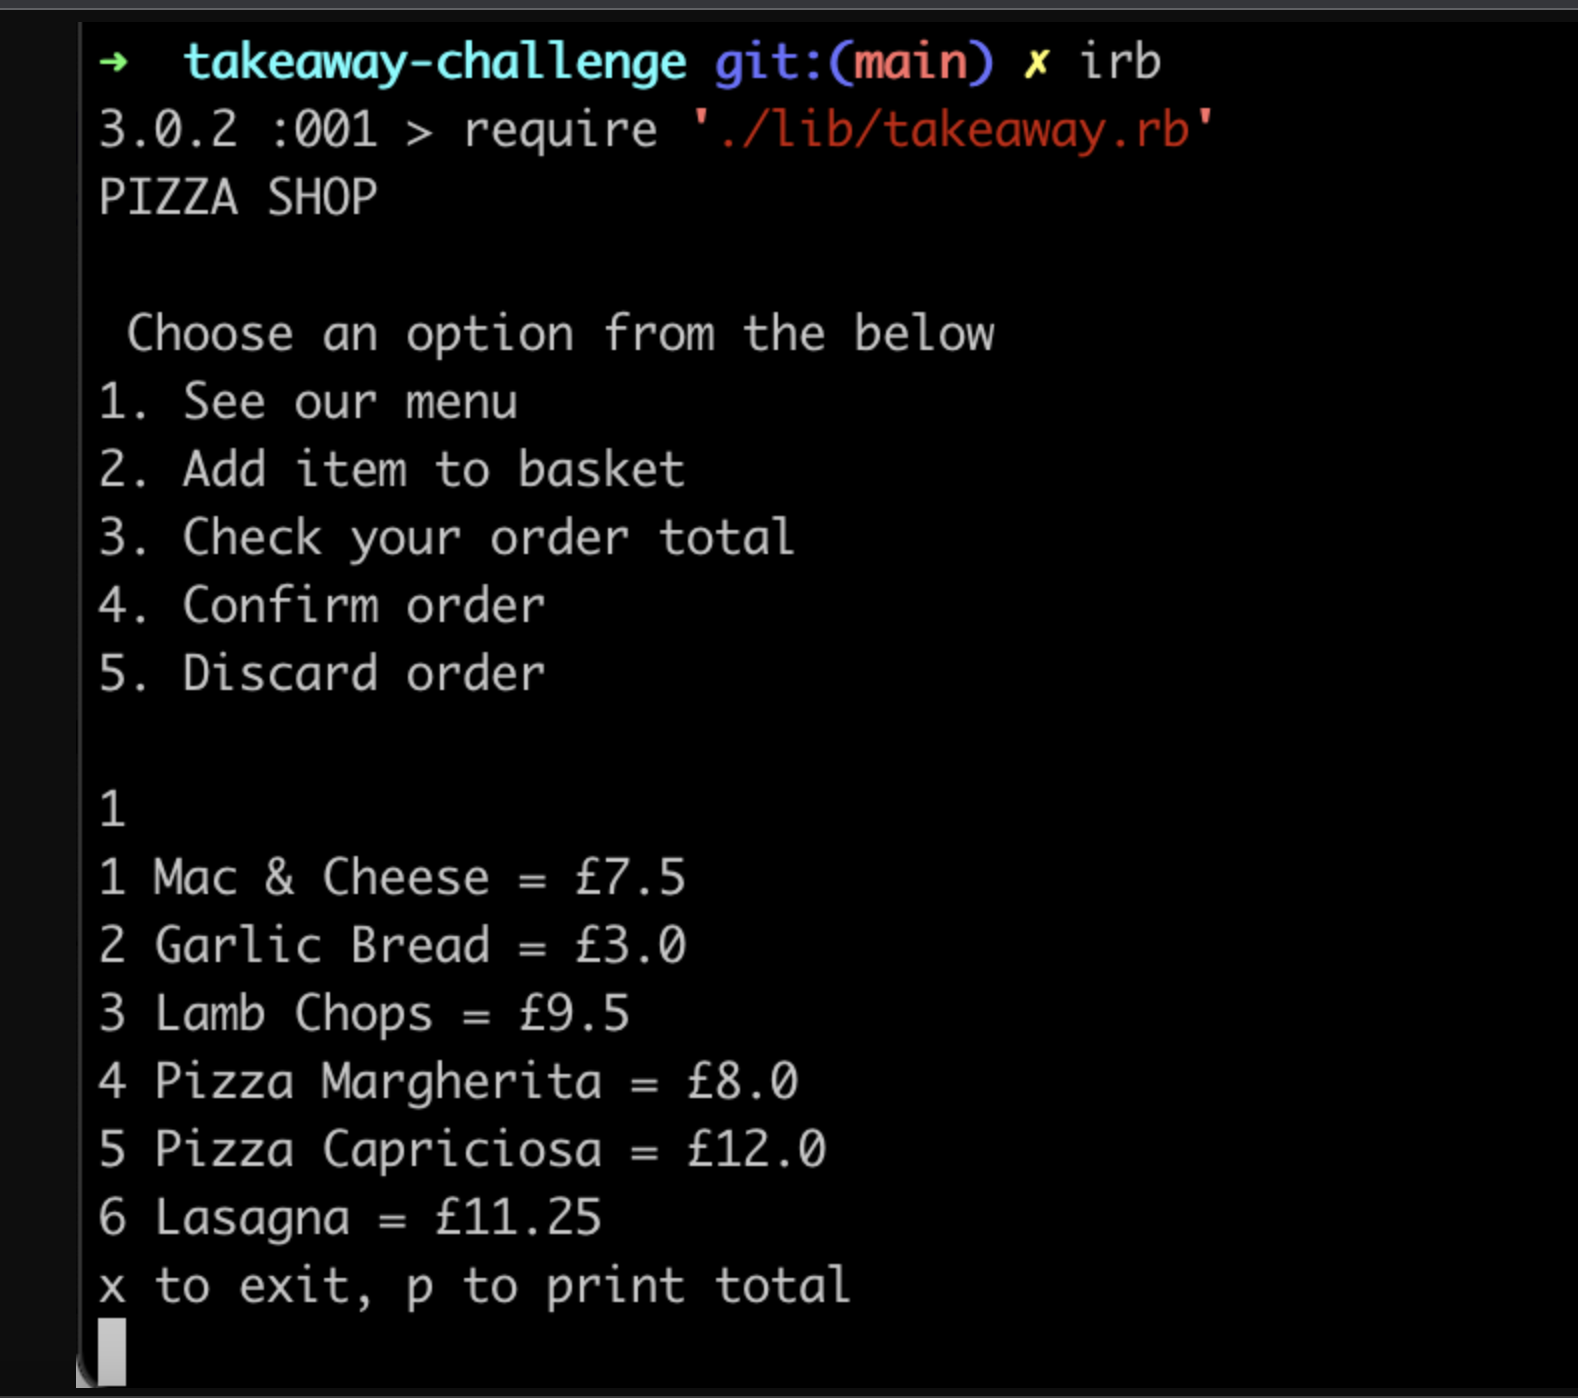 ➜  takeaway-challenge git:(main) ✗ irb
3.0.2 :001 > require './lib/takeaway.rb'
PIZZA SHOP
Choose an option from the below
1. See our menu
2. Add item to basket
3. Check your order total
4. Confirm order
5. Discard order
1
1 Mac & Cheese = £7.5
2 Garlic Bread = £3.0
3 Lamb Chops = £9.5
4 Pizza Margherita = £8.0
5 Pizza Capriciosa = £12.0
6 Lasagna = £11.25
x to exit, p to print total